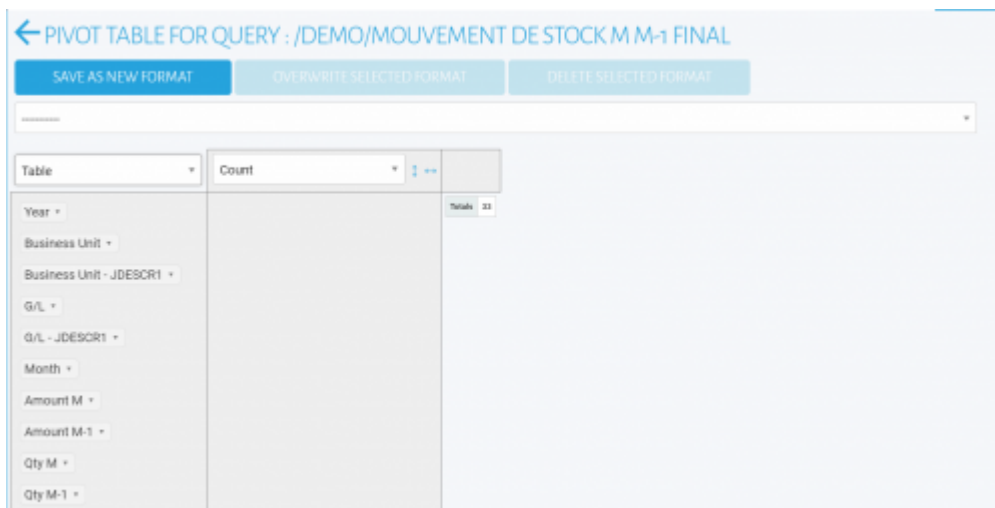 PIVOT TABLE FOR QUERY : /DEMO/MOUVEMENT DE STOCK M M-1 FINAL
SAVE AS NEW FORMAT OVERWRITE SELECTED FORMAT DELETE SELECTED FORMAT
---------
Table Count
Totals 33
Year
Business Unit
Business Unit - JDESCR1
G/L
G/L - JDESCR1
Month
Amount M
Amount M-1
Qty M
Qty M-1